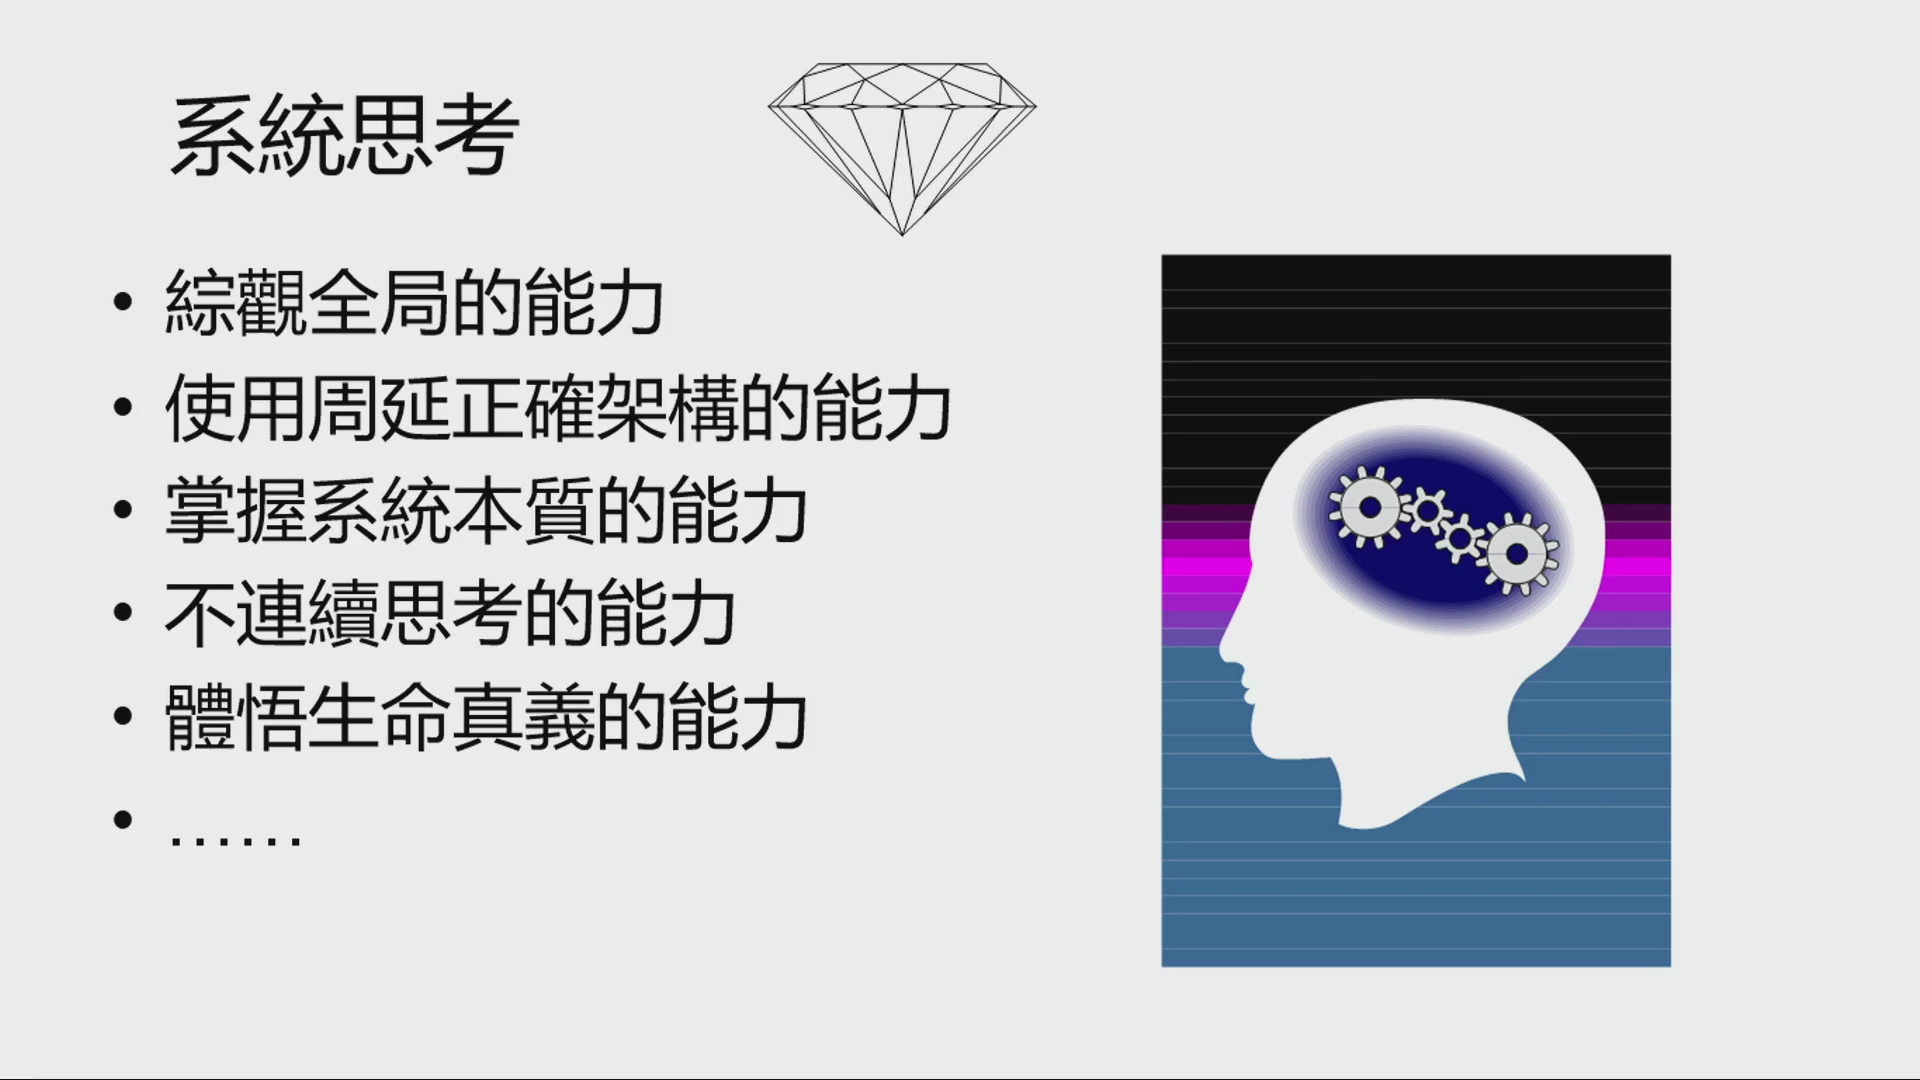 系統思考
• 綜觀全局的能力
• 使用周延正確架構的能力
• 掌握系統本質的能力
• 不連續思考的能力
• 體悟生命真義的能力
• ……